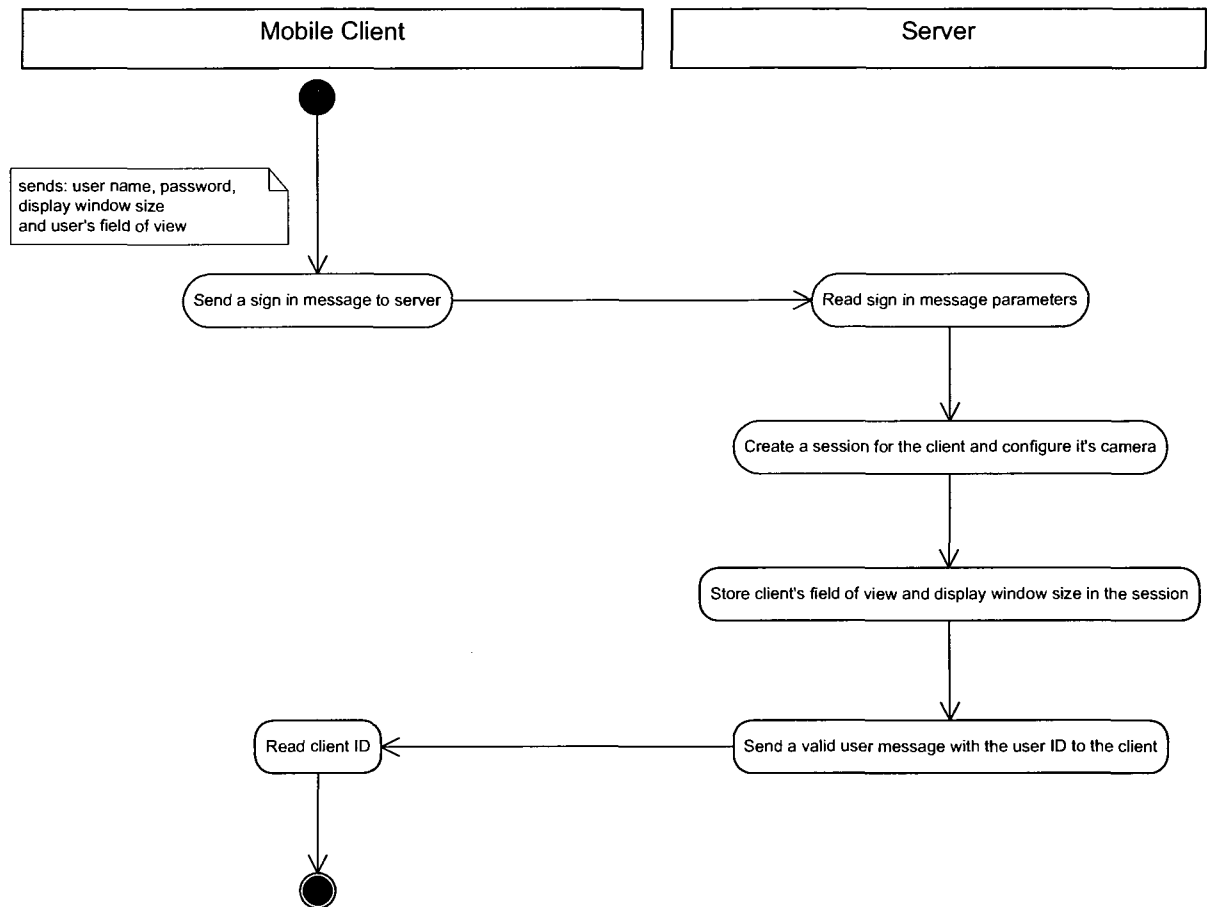 Mobile Client
Server
sends: user name, password,
display window size
and user's field of view
Send a sign in message to server
Read sign in message parameters
Create a session for the client and configure it's camera
Store client's field of view and display window size in the session
Read client ID
Send a valid user message with the user ID to the client